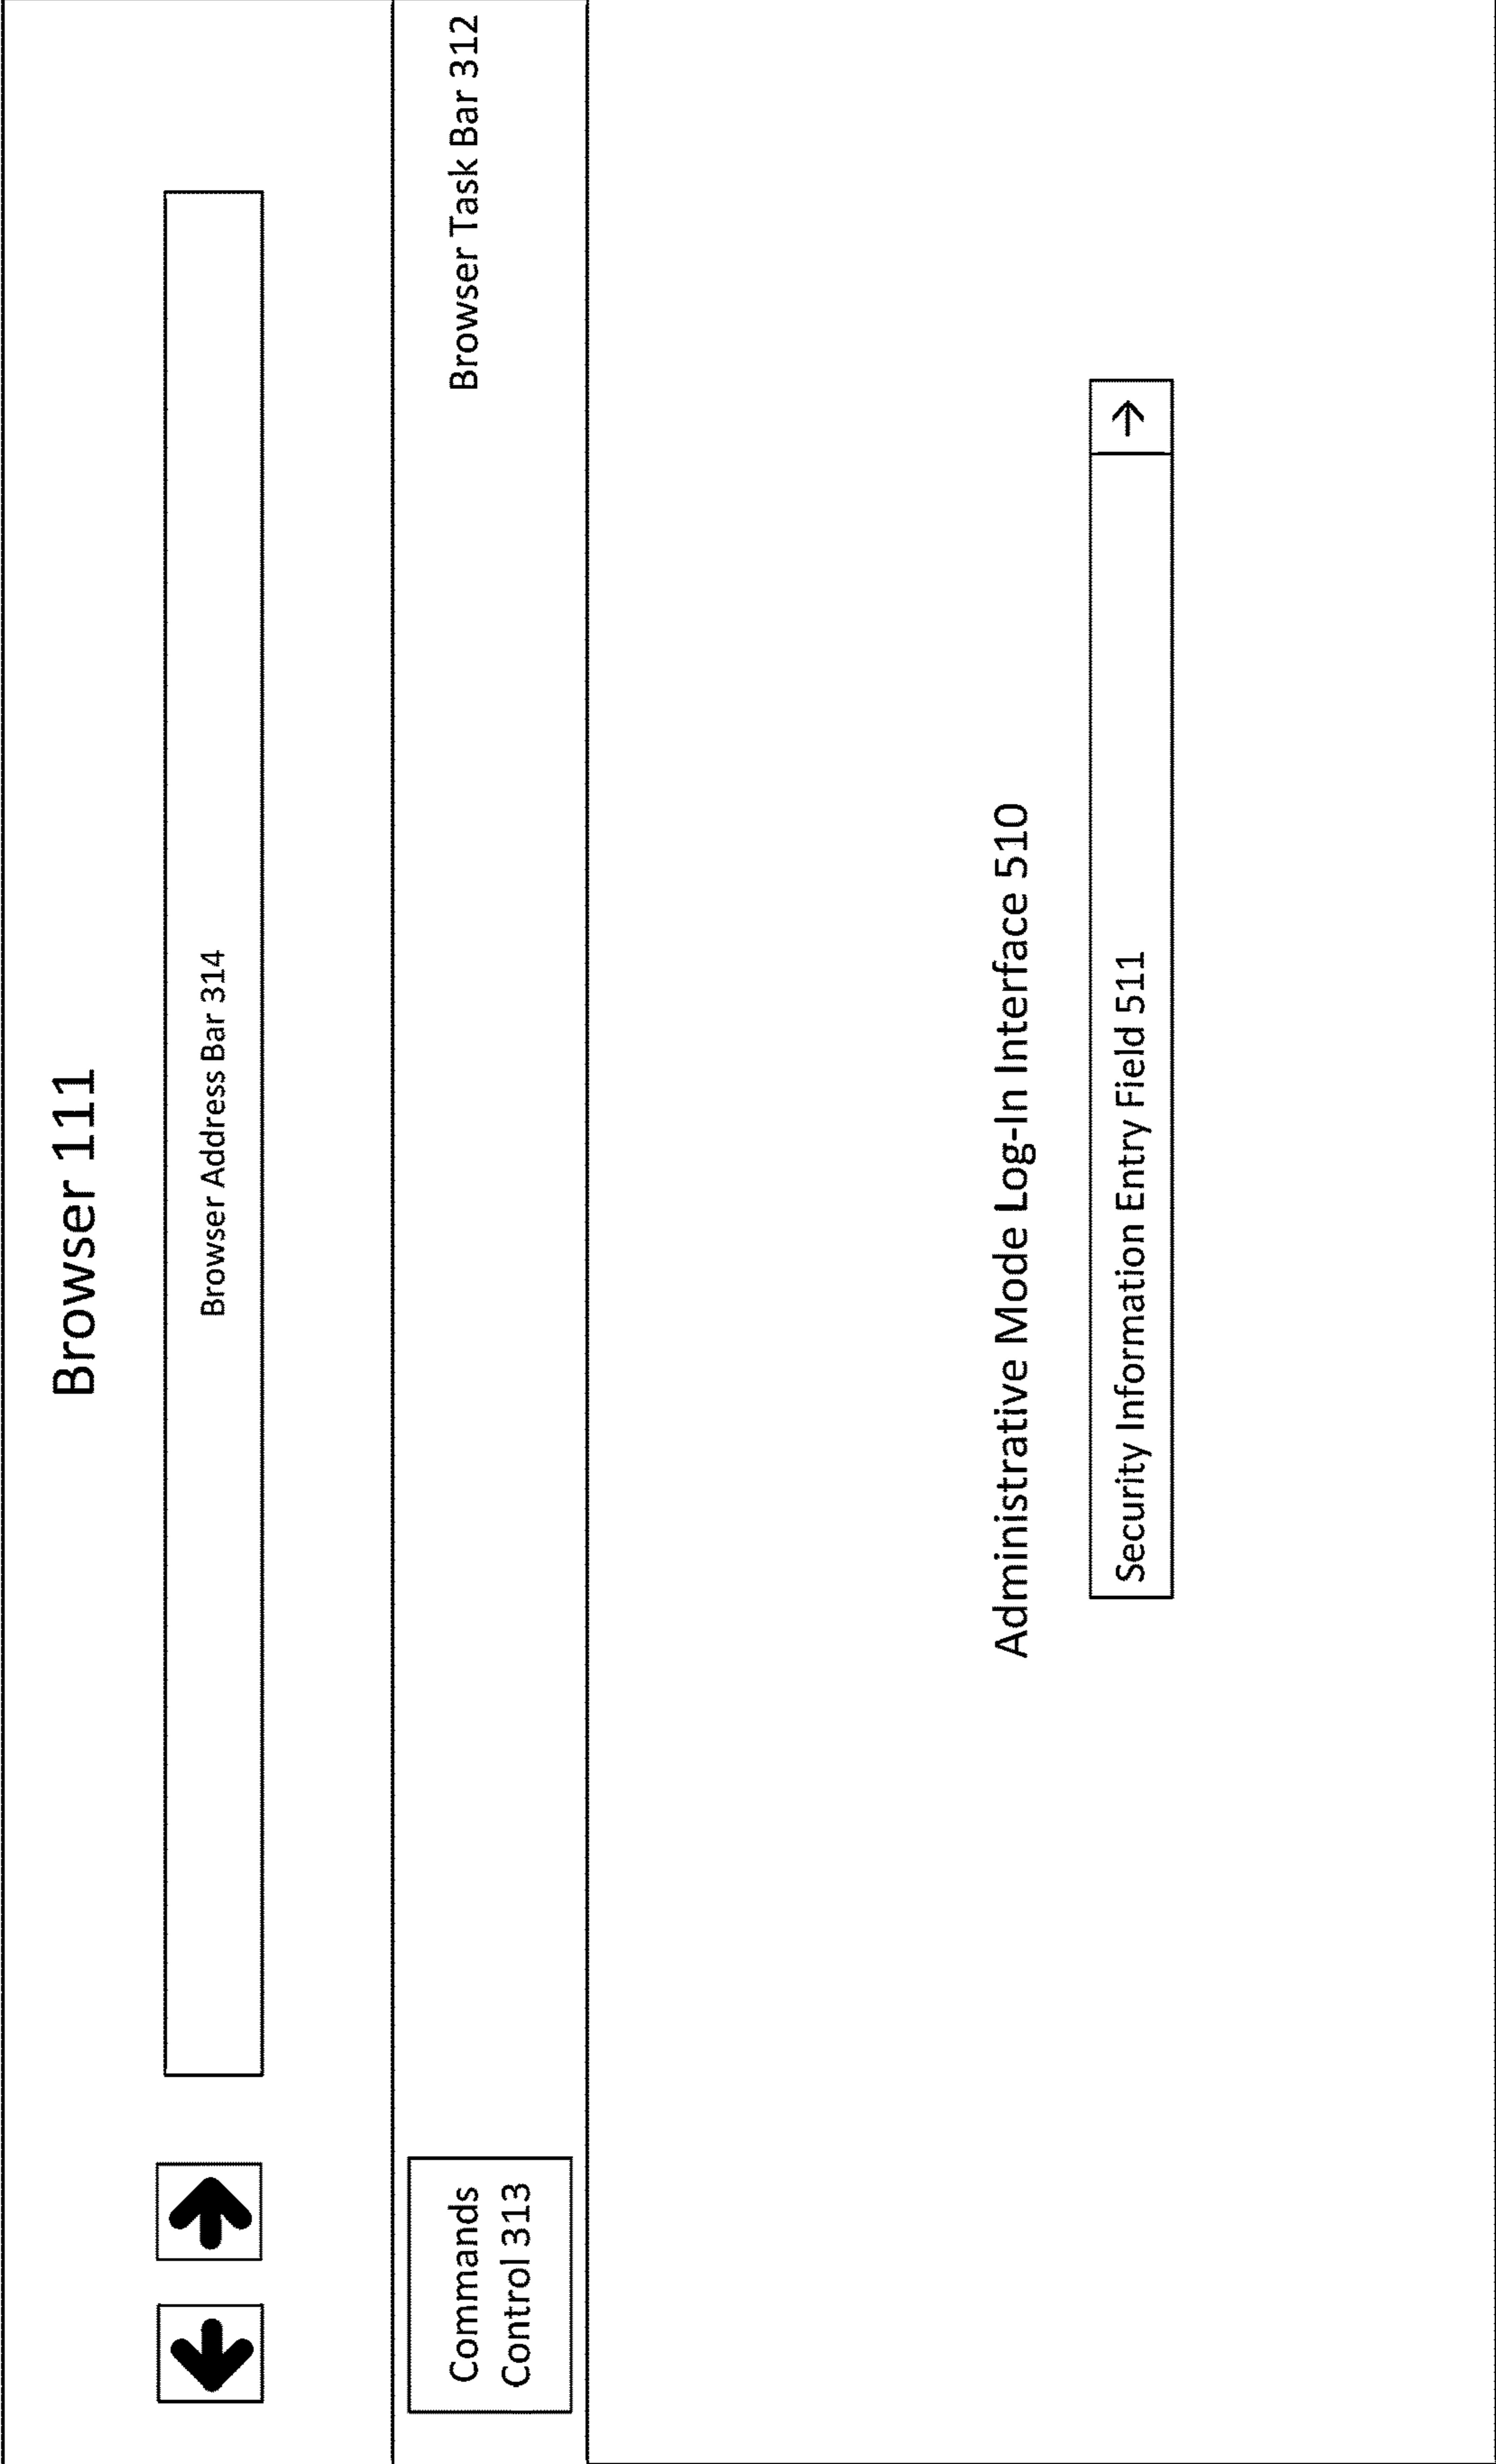 Browser 111
Browser Address Bar 314
Commands
Control 313
Browser Task Bar 312
Administrative Mode Log-In Interface 510
Security Information Entry Field 511